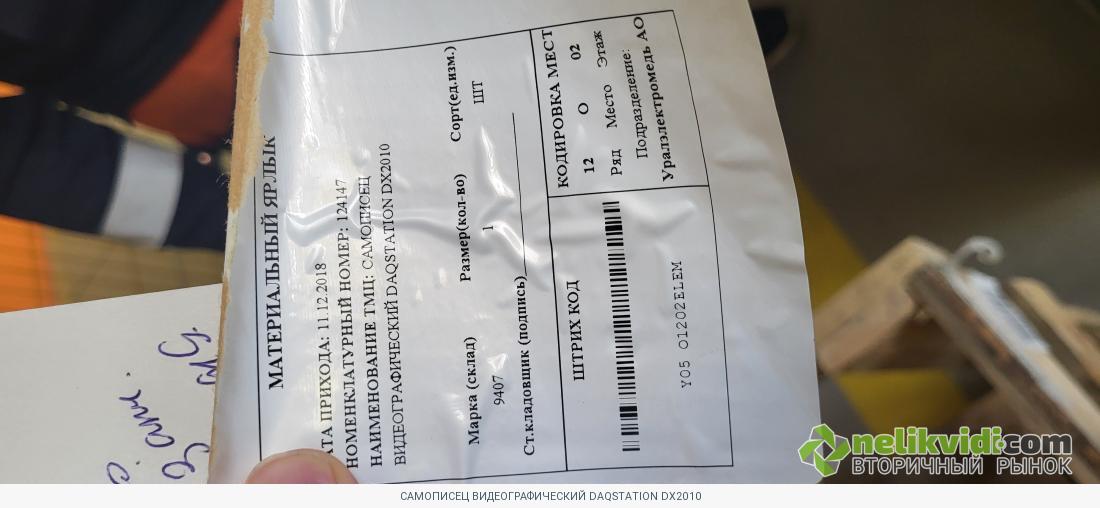 МАТЕРИАЛЬНЫЙ ЯРЛЫК
АТА ПРИХОДА: 11.12.2018
НОМЕНКЛАТУРНЫЙ НОМЕР: 124147
НАИМЕНОВАНИЕ ТМЦ: САМОПИСЕЦ
ВИДЕОГРАФИЧЕСКИЙ DAQSTATION DX2010
Марка (склад) Размер(кол-во) Сорт(ед.изм.)
9407 1 ШТ
Ст.кладовщик (подпись)
ШТРИХ КОД
Y05 01202ELEM
КОДИРОВКА МЕСТ
12 О 02
Ряд Место Этаж
Подразделение:
Уралэлектромедь АО
nelikvidi.com
ВТОРИЧНЫЙ РЫНОК
САМОПИСЕЦ ВИДЕОГРАФИЧЕСКИЙ DAQSTATION DX2010